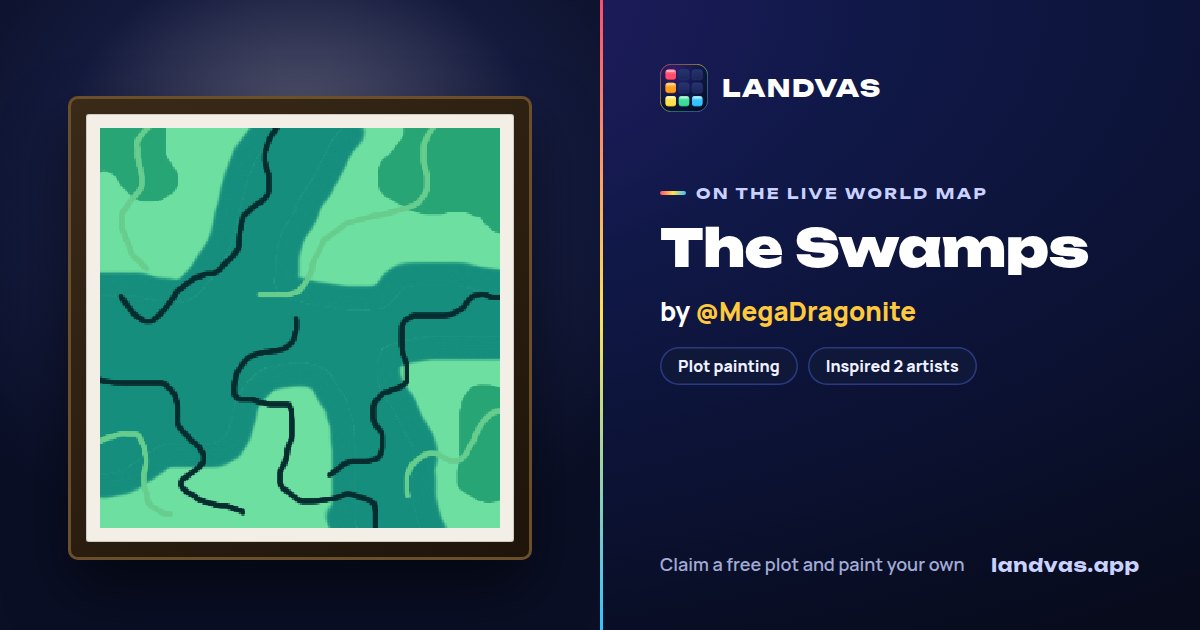 LANDVAS
ON THE LIVE WORLD MAP
The Swamps
by @MegaDragonite
Plot painting
Inspired 2 artists
Claim a free plot and paint your own
landvas.app